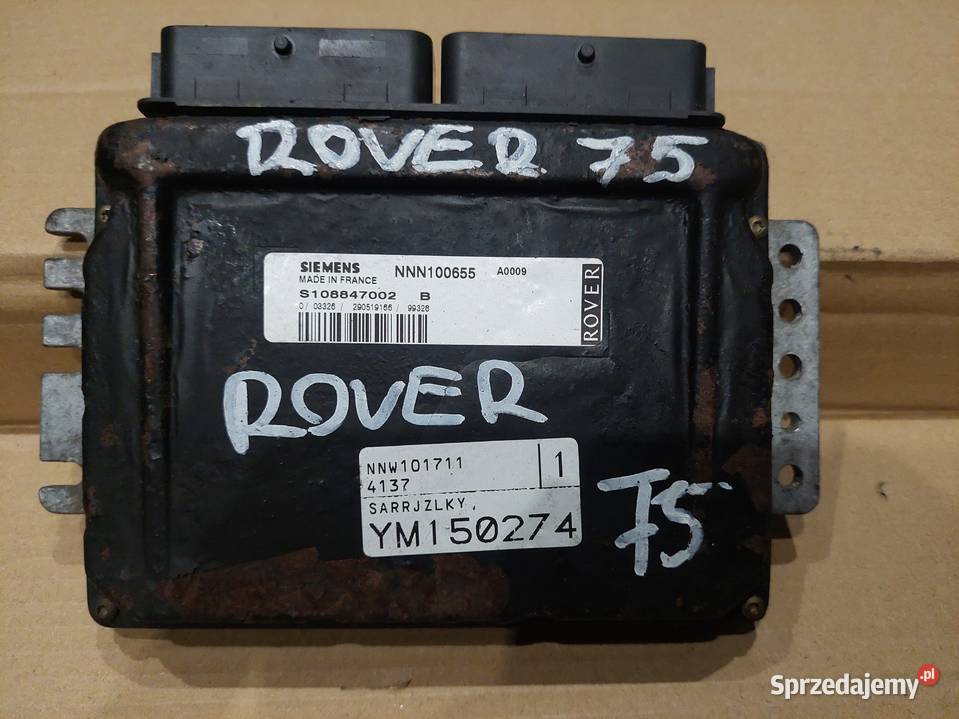 ROVER 75
SIEMENS NNN100655 A0009
MADE IN FRANCE
S108847002 B
0/ 03326 / 290519166 / 99326
ROVER
ROVER
NNW101711 1
4137
SARRJZLKY
YM150274
75
Sprzedajemy.pl